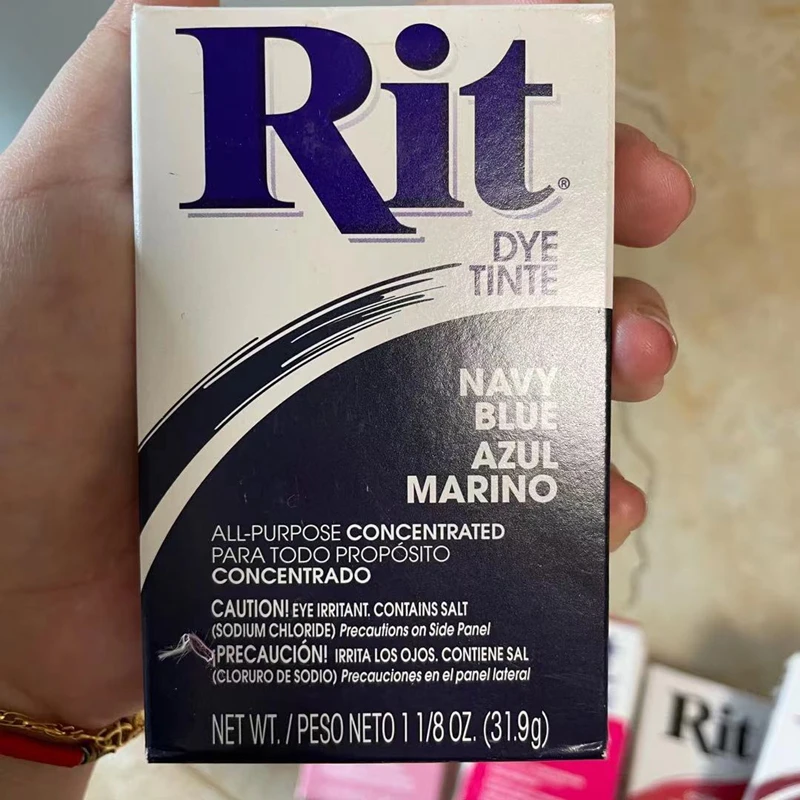 Rit®
DYE
TINTE
NAVY
BLUE
AZUL
MARINO
ALL-PURPOSE CONCENTRATED
PARA TODO PROPÓSITO
CONCENTRADO
CAUTION! EYE IRRITANT. CONTAINS SALT
(SODIUM CHLORIDE) Precautions on Side Panel
¡PRECAUCIÓN! IRRITA LOS OJOS. CONTIENE SAL
(CLORURO DE SODIO) Precauciones en el panel lateral
NET WT. / PESO NETO 1 1/8 OZ. (31.9g)
Rit